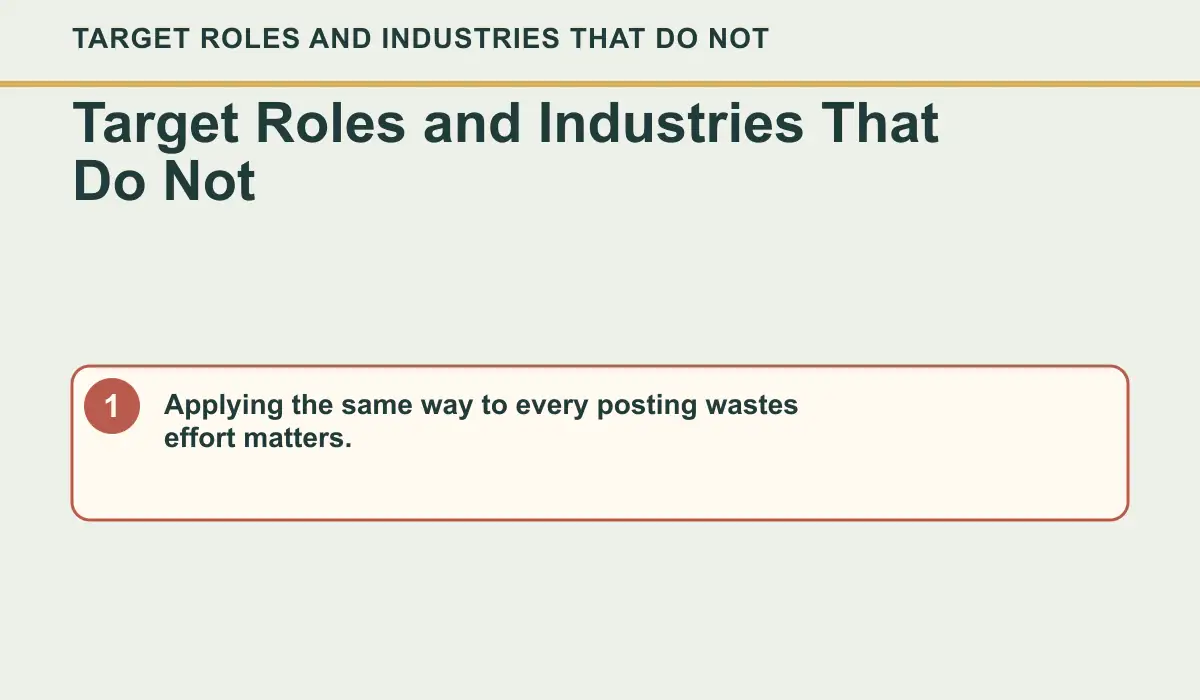 TARGET ROLES AND INDUSTRIES THAT DO NOT
Target Roles and Industries That
Do Not
1
Applying the same way to every posting wastes
effort matters.